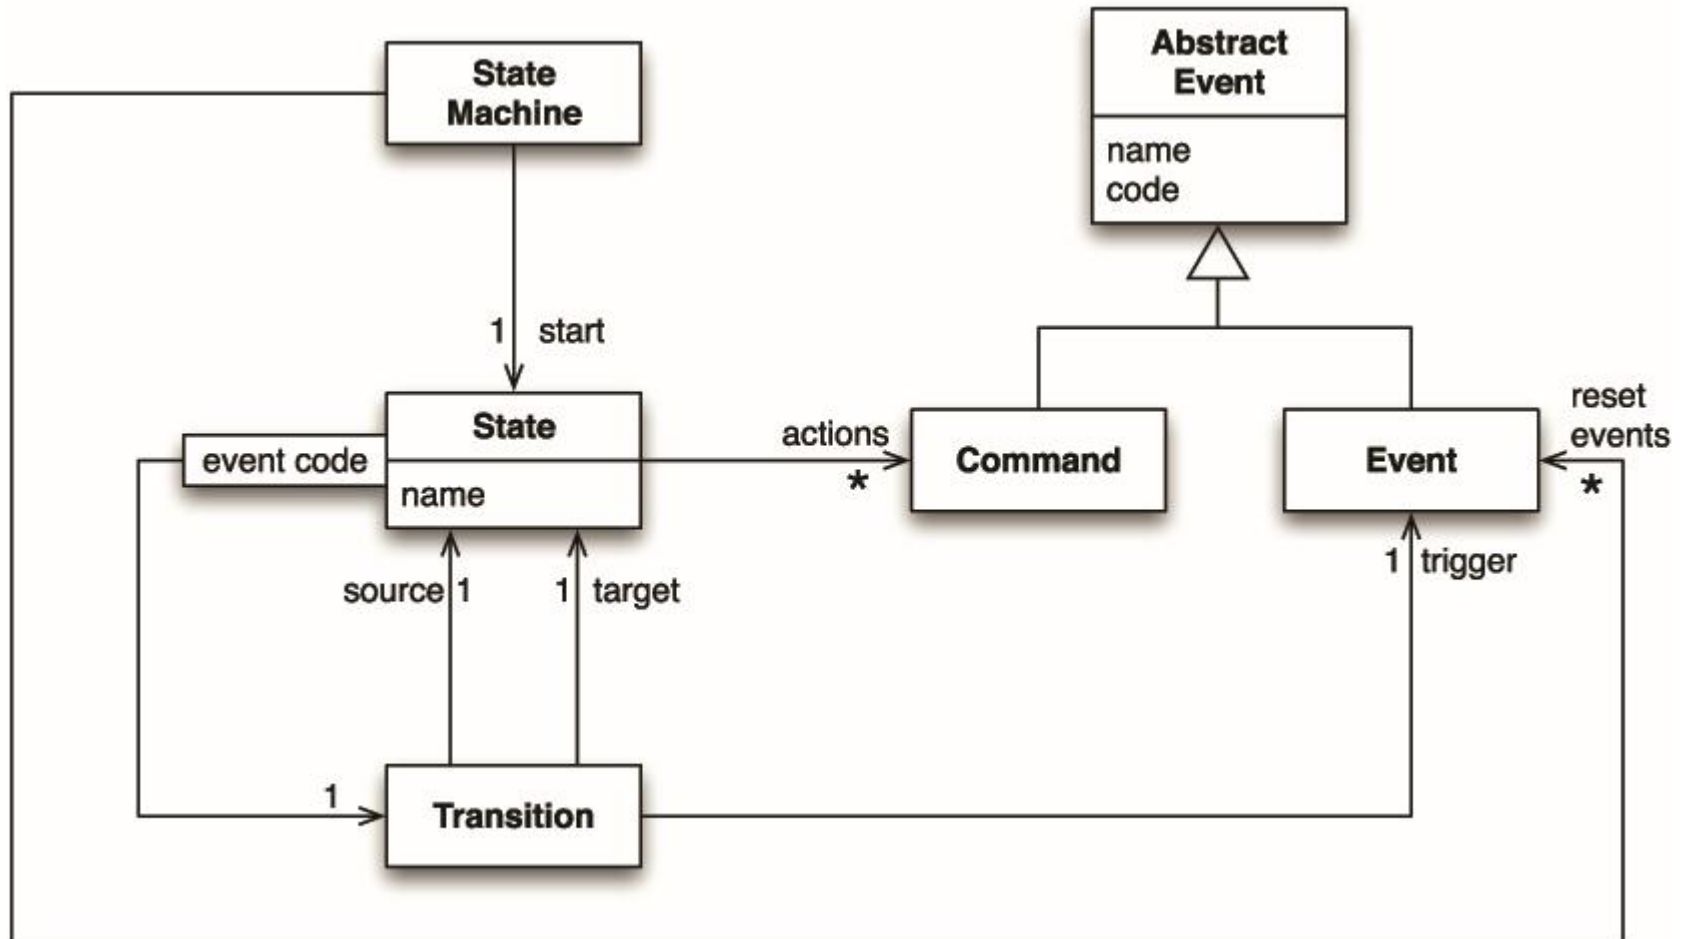 State
Machine
Abstract
Event
name
code
1 start
State
event code
name
actions
*
Command
Event
reset
events
*
source 1
1 target
1 trigger
1
Transition